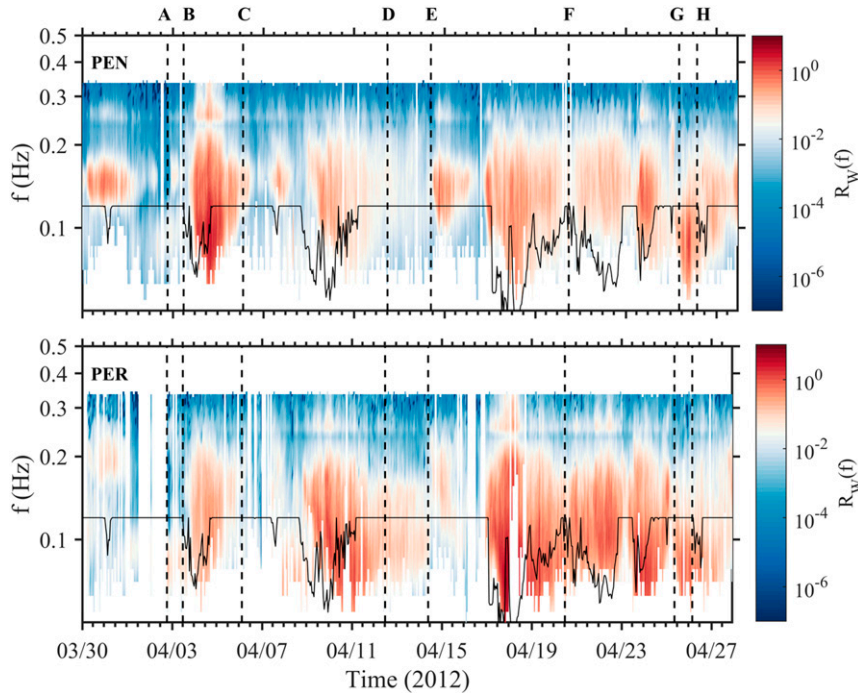 A B C D E F G H
0.5
PEN
0.4
0.3
0.2
0.1
f (Hz)
10^0
10^-2
10^-4
10^-6
R_W(f)
0.5
PER
0.4
0.3
0.2
0.1
f (Hz)
10^0
10^-2
10^-4
10^-6
R_W(f)
03/30 04/03 04/07 04/11 04/15 04/19 04/23 04/27
Time (2012)